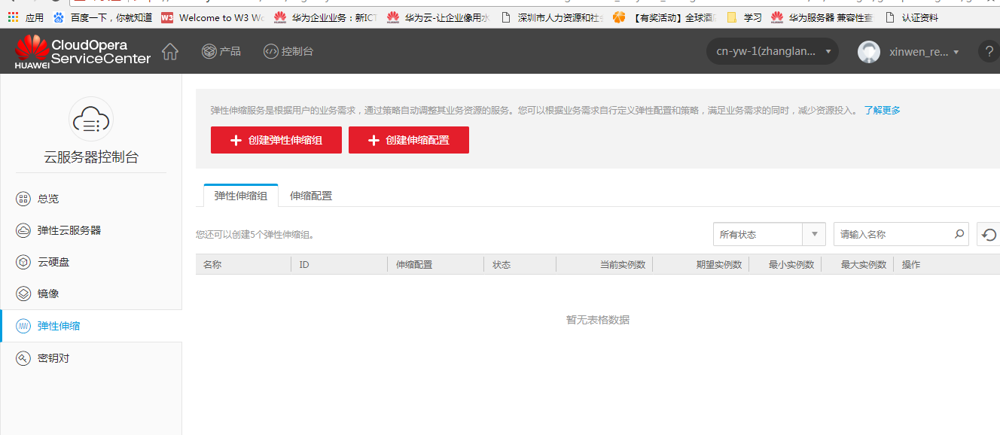 应用 百度一下，你就知道 Welcome to W3 Wo 华为企业业务：新ICT 华为云-让企业像用水 深圳市人力资源和社会 【有奖活动】全球酒店 学习 华为服务器 兼容性查 认证资料
HUAWEI CloudOpera ServiceCenter 产品 控制台 cn-yw-1(zhanglan... xinwen_re... ?
云服务器控制台
总览
弹性云服务器
云硬盘
镜像
弹性伸缩
密钥对
弹性伸缩服务是根据用户的业务需求，通过策略自动调整其业务资源的服务。您可以根据业务需求自行定义弹性配置和策略，满足业务需求的同时，减少资源投入。 了解更多
创建弹性伸缩组 创建伸缩配置
弹性伸缩组 伸缩配置
您还可以创建5个弹性伸缩组。 所有状态 请输入名称
名称 ID 伸缩配置 状态 当前实例数 期望实例数 最小实例数 最大实例数 操作
暂无表格数据